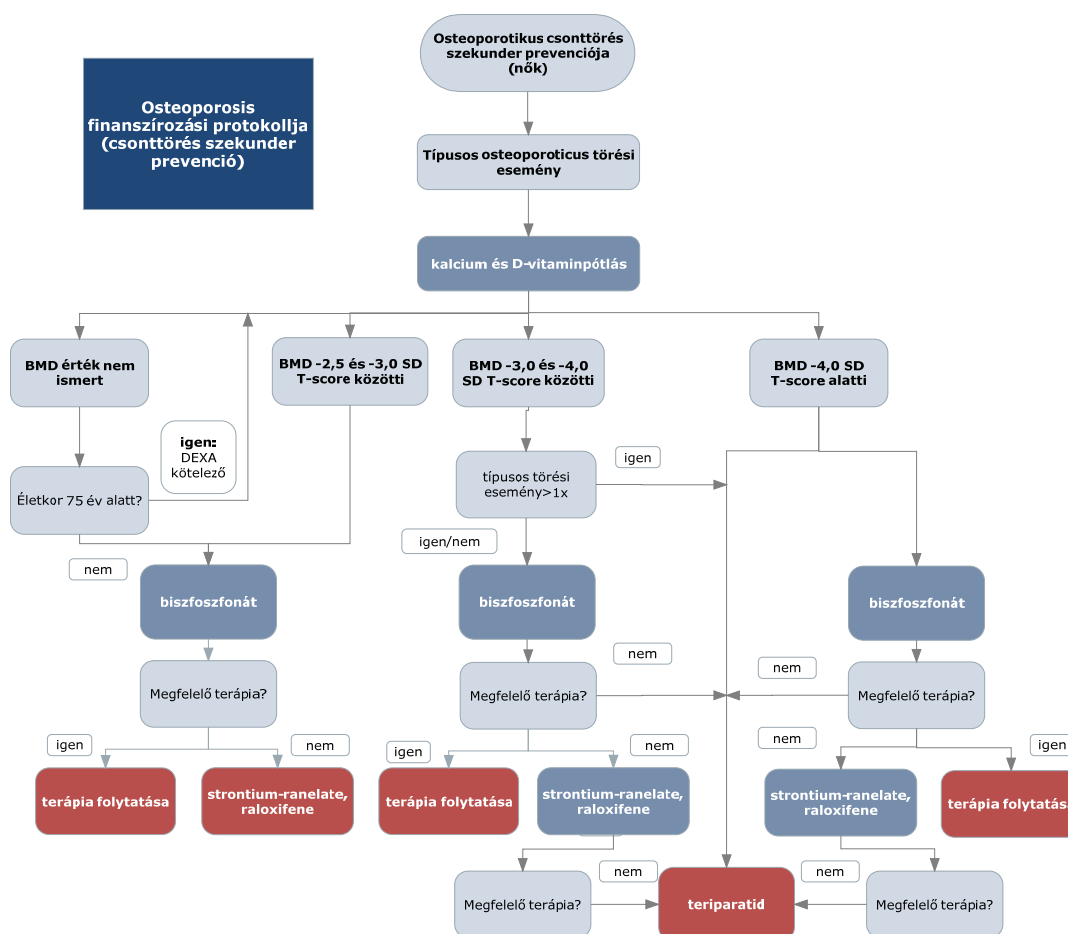 Osteoporotikus csonttörés
szekunder prevenciója
(nők)
Osteoporosis
finanszírozási protokollja
(csonttörés szekunder
prevenció)
Típusos osteoporoticus törési
esemény
kalcium és D-vitaminpótlás
BMD érték nem
ismert
BMD -2,5 és -3,0 SD
T-score közötti
BMD -3,0 és -4,0
SD T-score közötti
BMD -4,0 SD
T-score alatti
igen:
DEXA
kötelező
Életkor 75 év alatt?
típusos törési
esemény>1x
igen
igen/nem
nem
biszfoszfonát
biszfoszfonát
biszfoszfonát
nem
nem
Megfelelő terápia?
Megfelelő terápia?
Megfelelő terápia?
igen
nem
igen
nem
nem
igen
terápia folytatása
strontium-ranelate,
raloxifene
terápia folytatása
strontium-ranelate,
raloxifene
strontium-ranelate,
raloxifene
terápia folytatása
Megfelelő terápia?
nem
teriparatid
nem
Megfelelő terápia?